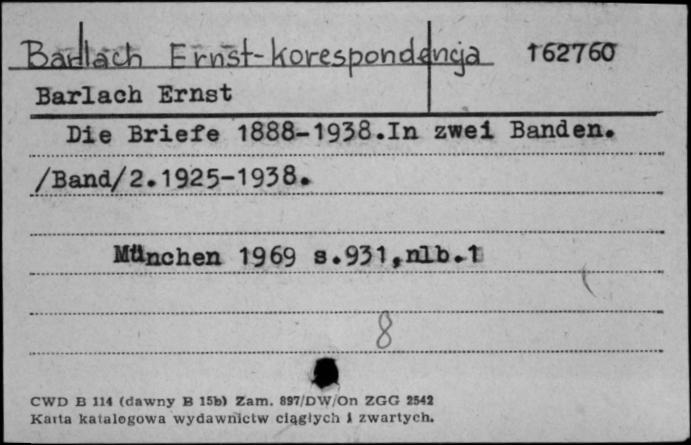 Barlach Ernst-korespondencja 162760
Barlach Ernst
Die Briefe 1888-1938.In zwei Banden.
/Band/2.1925-1938.
München 1969 s.931,nlb.1
8
CWD B 114 (dawny B 15b) Zam. 897/DW/On ZGG 2542
Karta katalogowa wydawnictw ciągłych i zwartych.